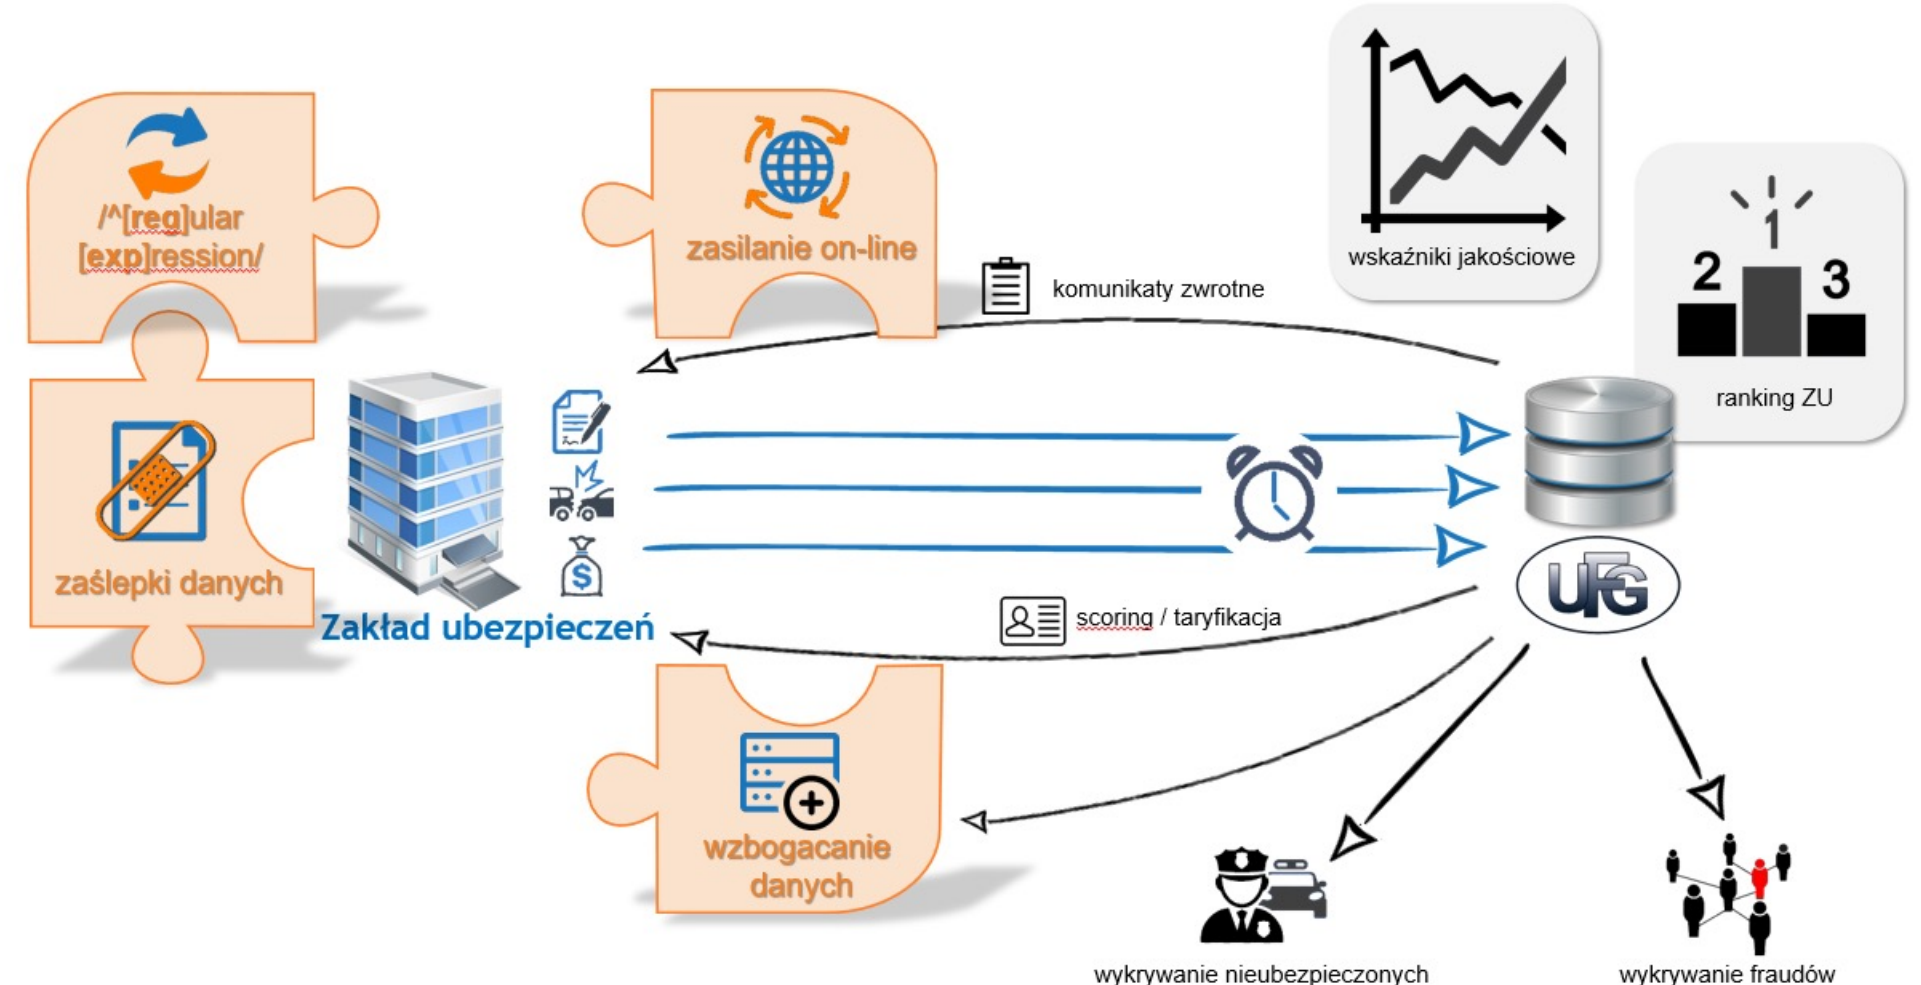 /^[reg]ular
[exp]ression/
zasilanie on-line
komunikaty zwrotne
wskaźniki jakościowe
1
2
3
ranking ZU
zaślepki danych
$
Zakład ubezpieczeń
UFG
scoring / taryfikacja
wzbogacanie
danych
wykrywanie nieubezpieczonych
wykrywanie fraudów